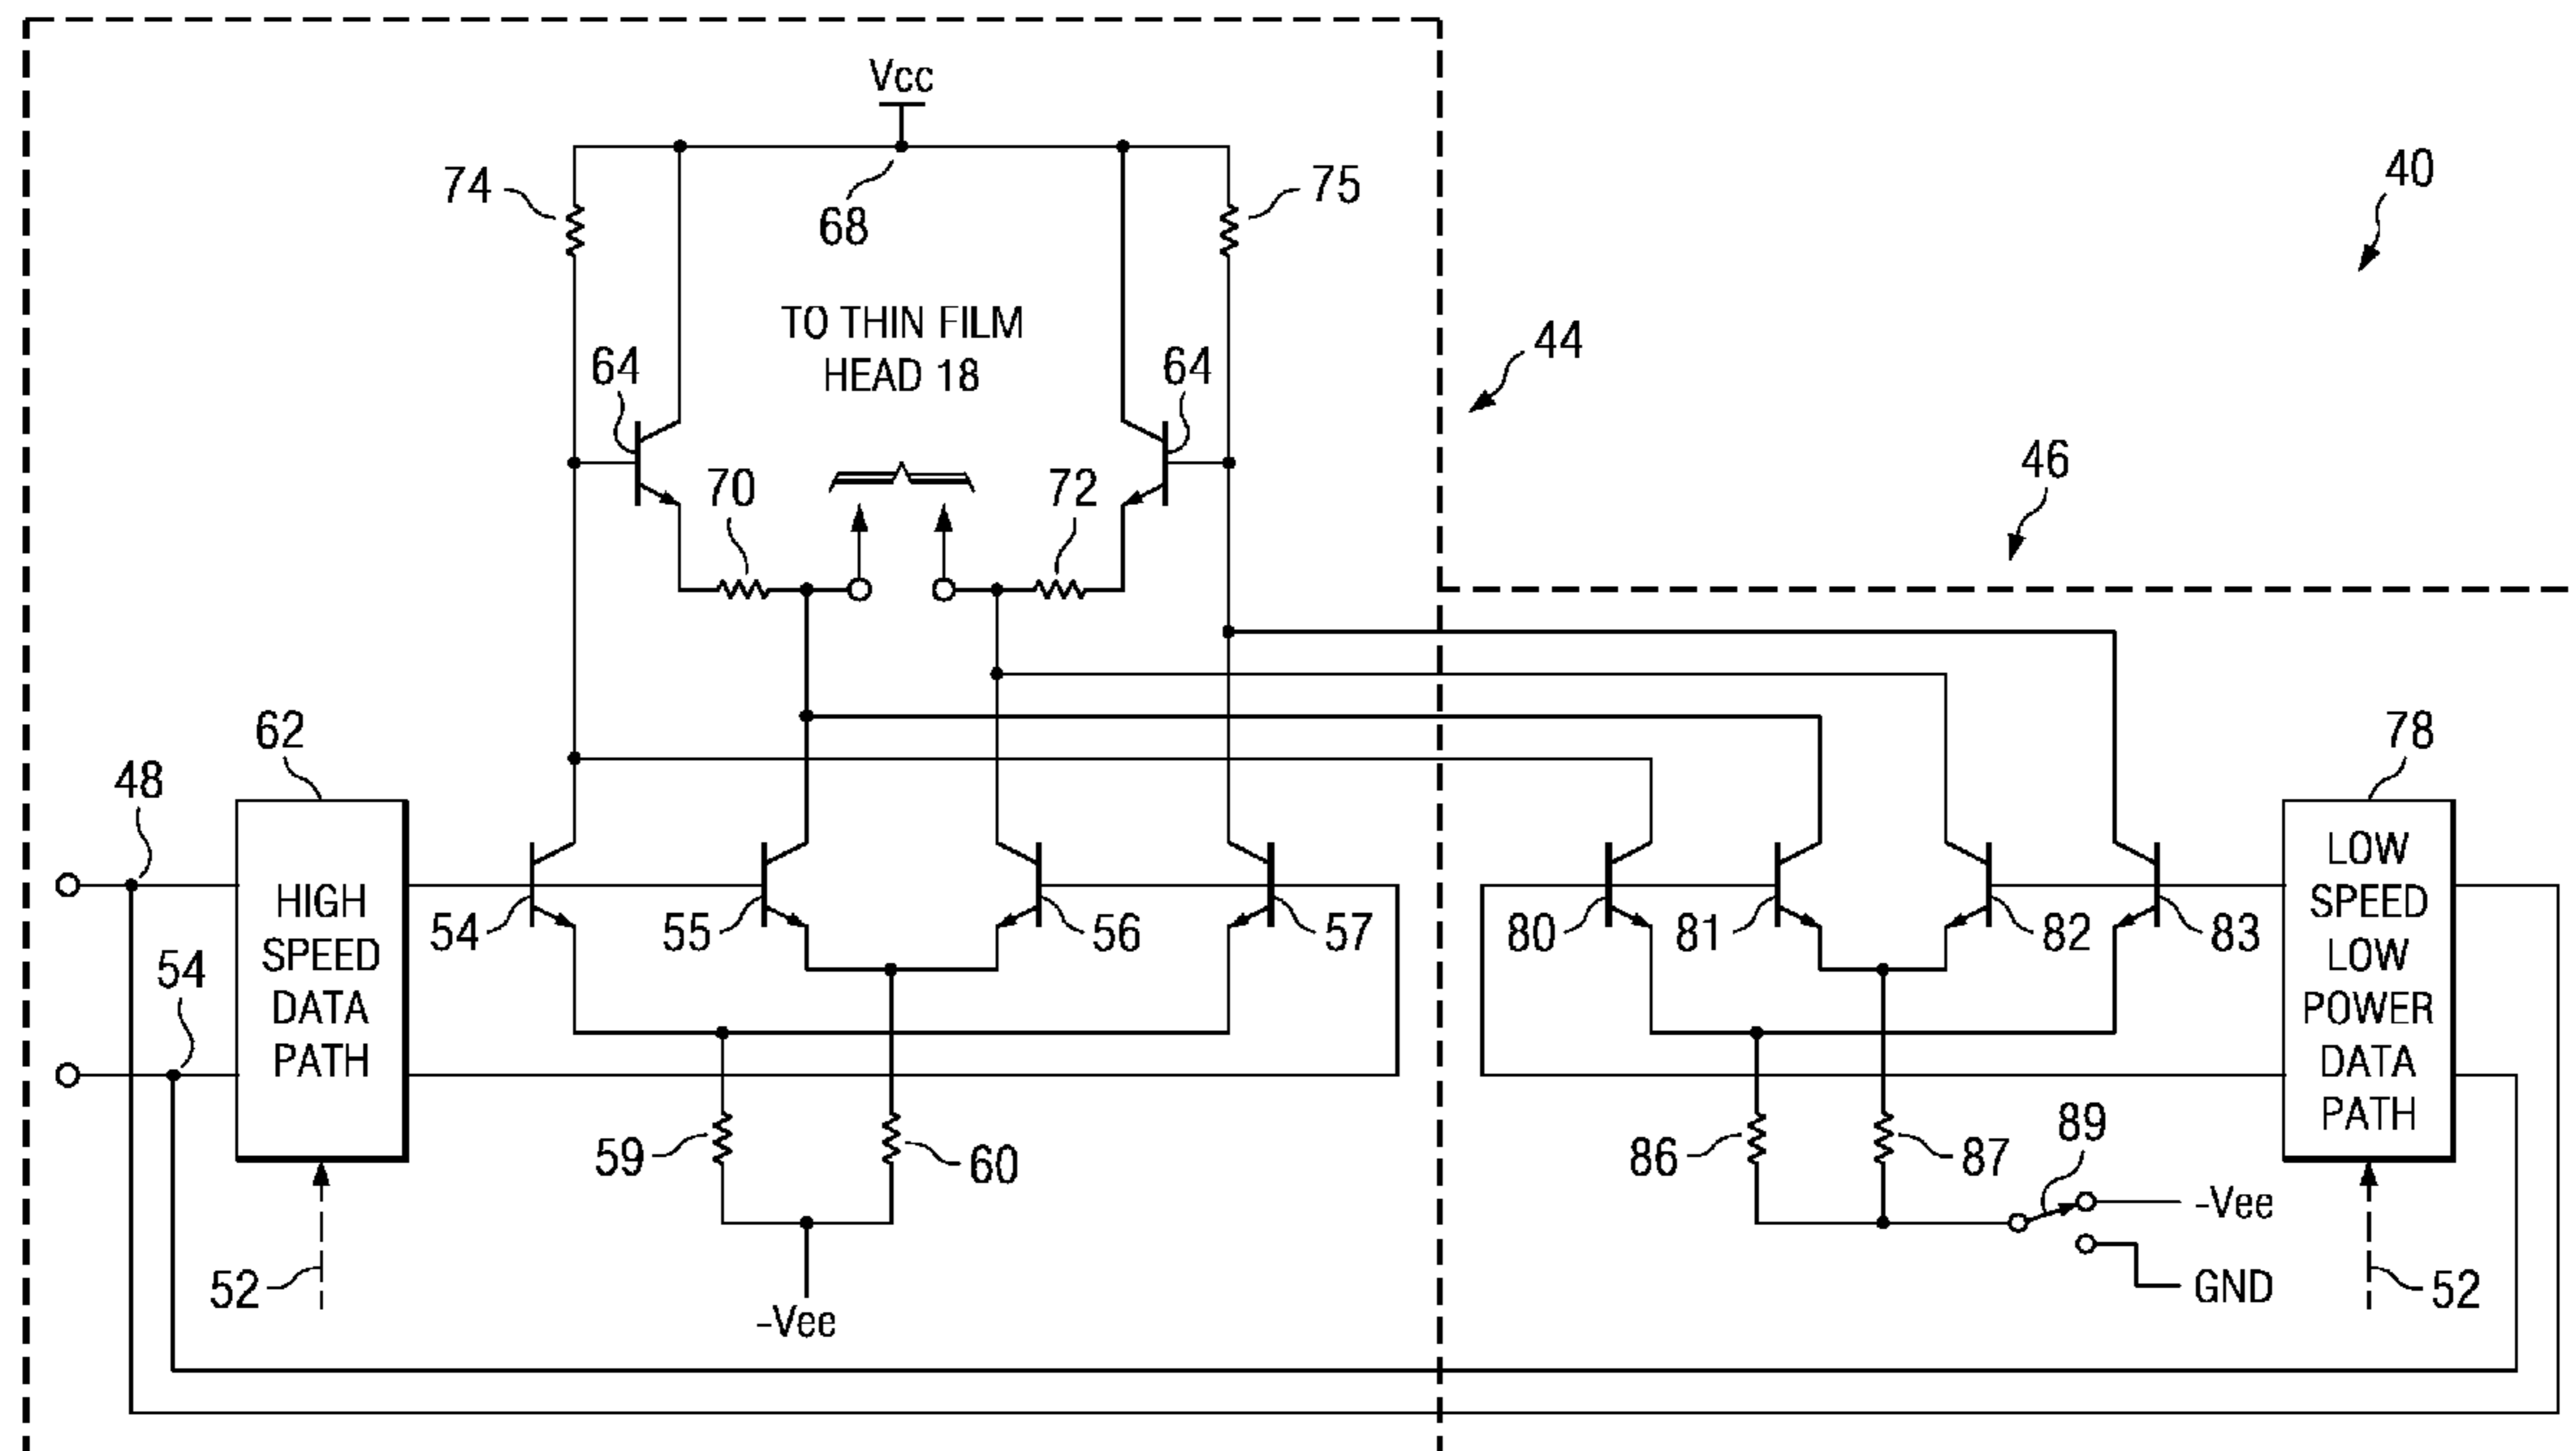 Vcc
74
68
75
40
TO THIN FILM
HEAD 18
44
64
64
46
70
72
62
78
48
54
HIGH
SPEED
DATA
PATH
54
55
56
57
80
81
82
83
LOW
SPEED
LOW
POWER
DATA
PATH
59
60
86
87
89
-Vee
GND
52
-Vee
52